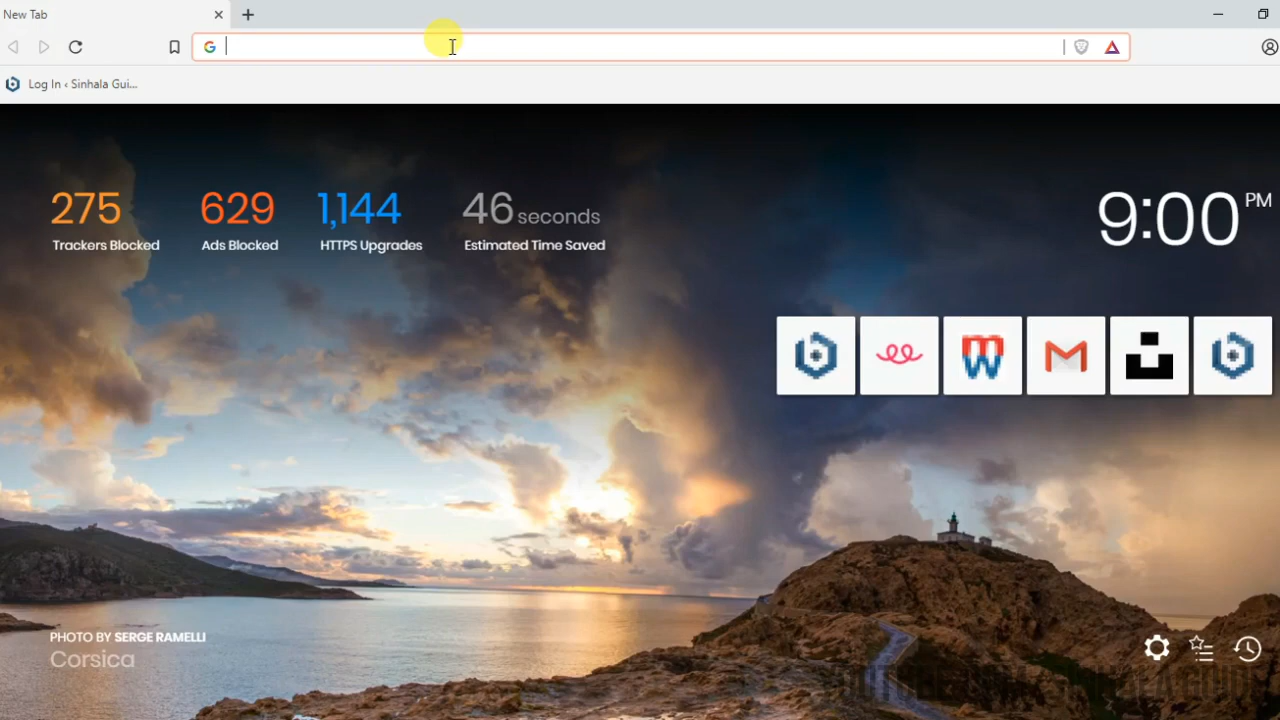 New Tab
Log In ‹ Sinhala Gui...
275
Trackers Blocked
629
Ads Blocked
1,144
HTTPS Upgrades
46 seconds
Estimated Time Saved
9:00 PM
PHOTO BY SERGE RAMELLI
Corsica